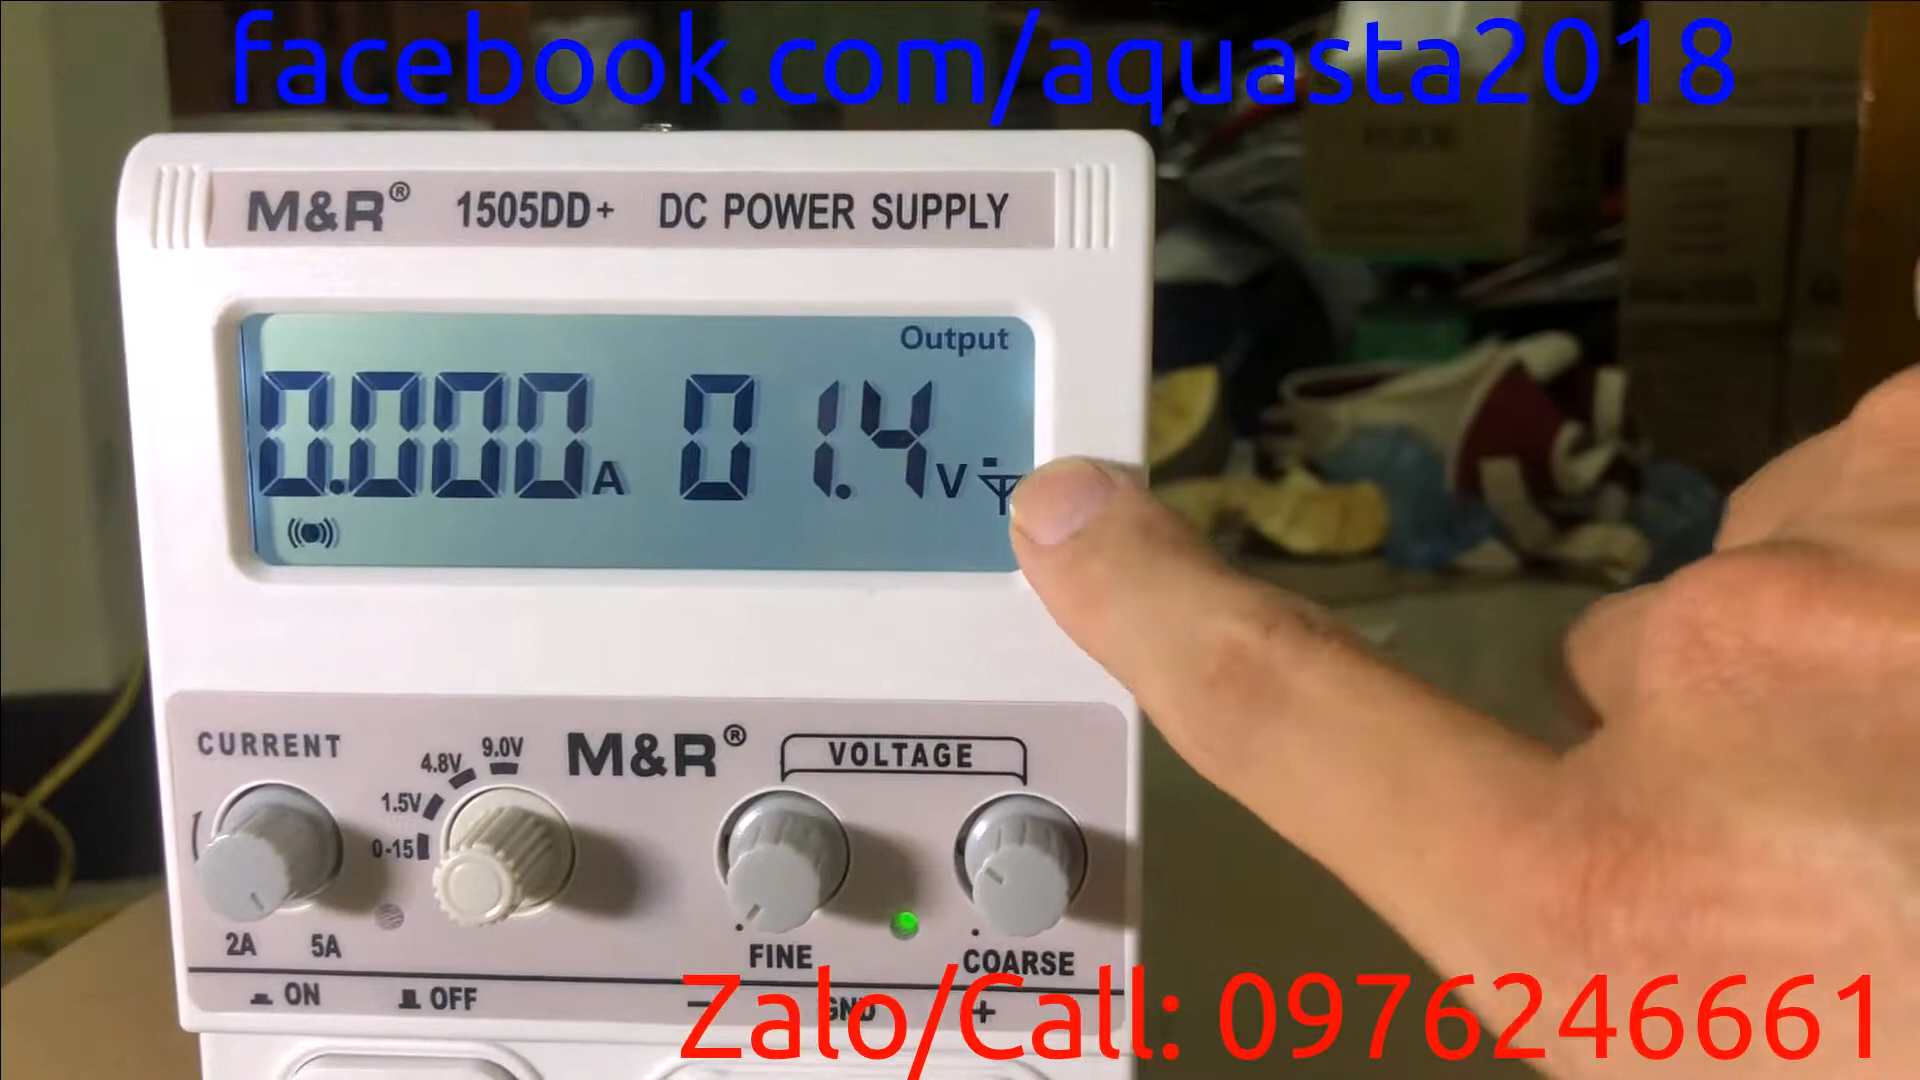 facebook.com/aquasta2018
M&R® 1505DD+ DC POWER SUPPLY
Output
0.000A 01.4V
CURRENT
9.0V
4.8V
1.5V
0-15
M&R®
VOLTAGE
2A 5A
FINE
COARSE
ON OFF
- GND +
Zalo/Call: 0976246661